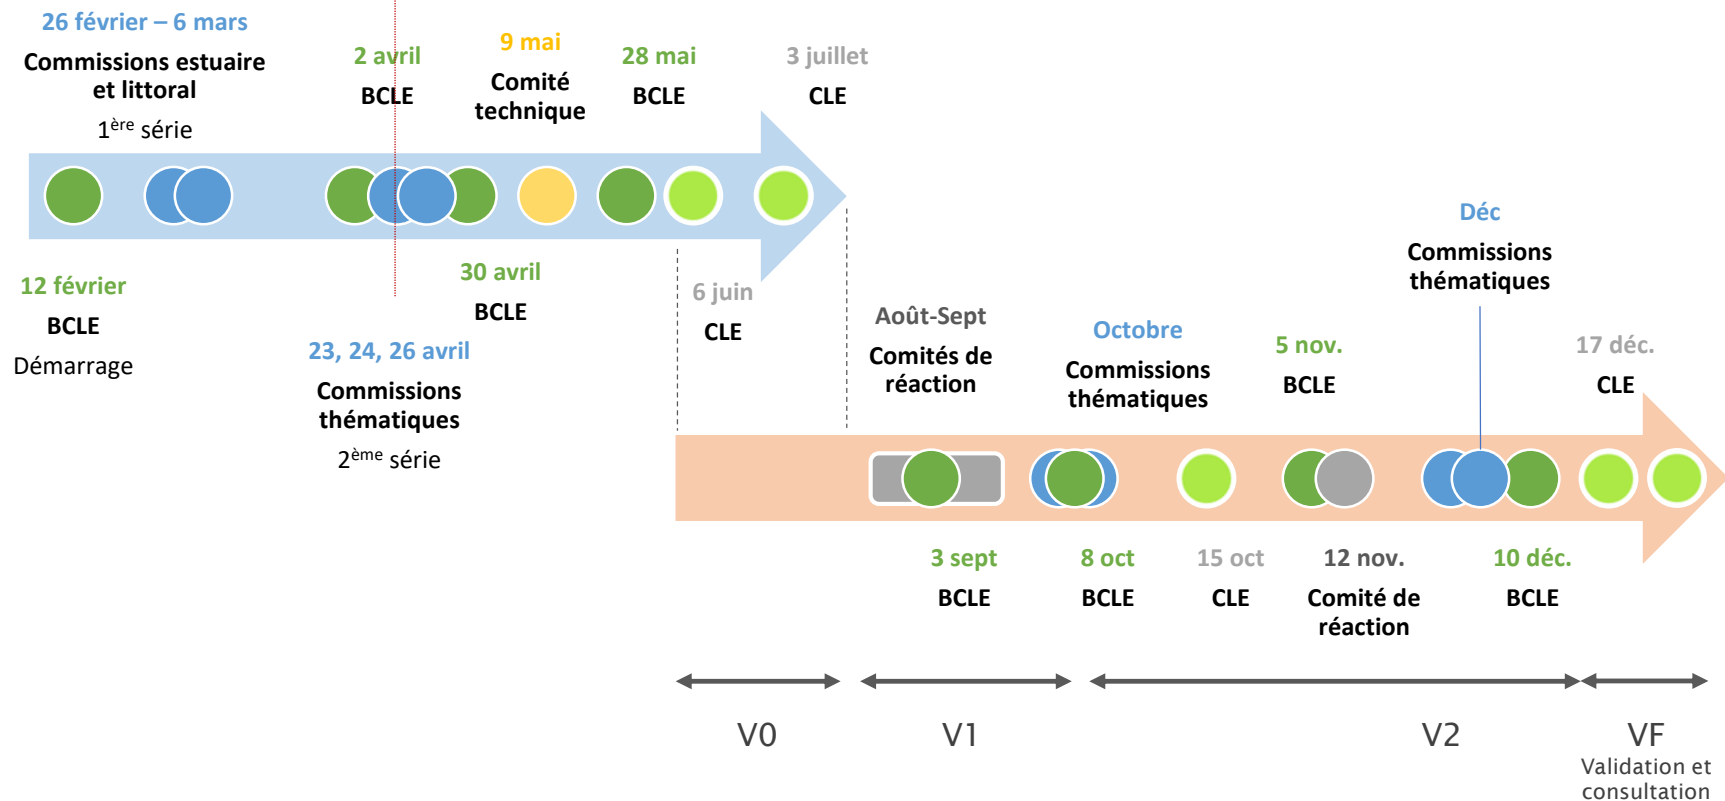 26 février – 6 mars
Commissions estuaire
et littoral
1ère série
2 avril
BCLE
9 mai
Comité
technique
28 mai
BCLE
3 juillet
CLE
12 février
BCLE
Démarrage
23, 24, 26 avril
Commissions
thématiques
2ème série
30 avril
BCLE
6 juin
CLE
Août-Sept
Comités de
réaction
Octobre
Commissions
thématiques
5 nov.
BCLE
Déc
Commissions
thématiques
17 déc.
CLE
3 sept
BCLE
8 oct
BCLE
15 oct
CLE
12 nov.
Comité de
réaction
10 déc.
BCLE
V0
V1
V2
VF
Validation et
consultation